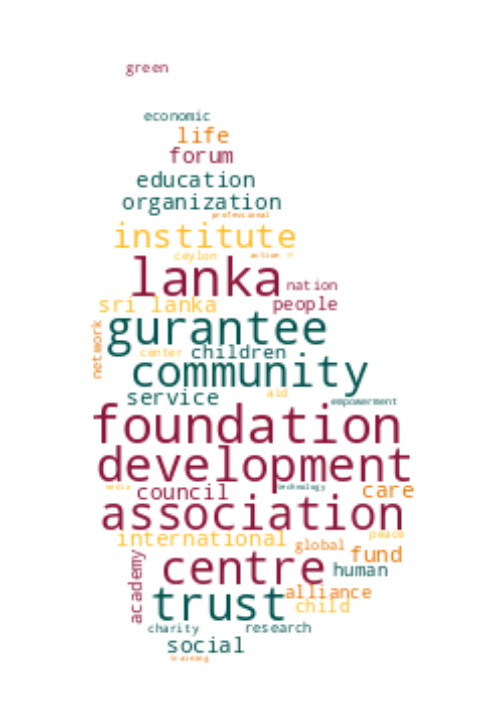 green
economic
life
forum
education
organization
professional
institute
ceylon action
lanka
nation
sri lanka people
gurantee
network
center children
community
aid
service empowerment
foundation
development
media technology
council care
association
peace
international
global
fund
centre
human
academy
alliance
trust child
charity research
social
training